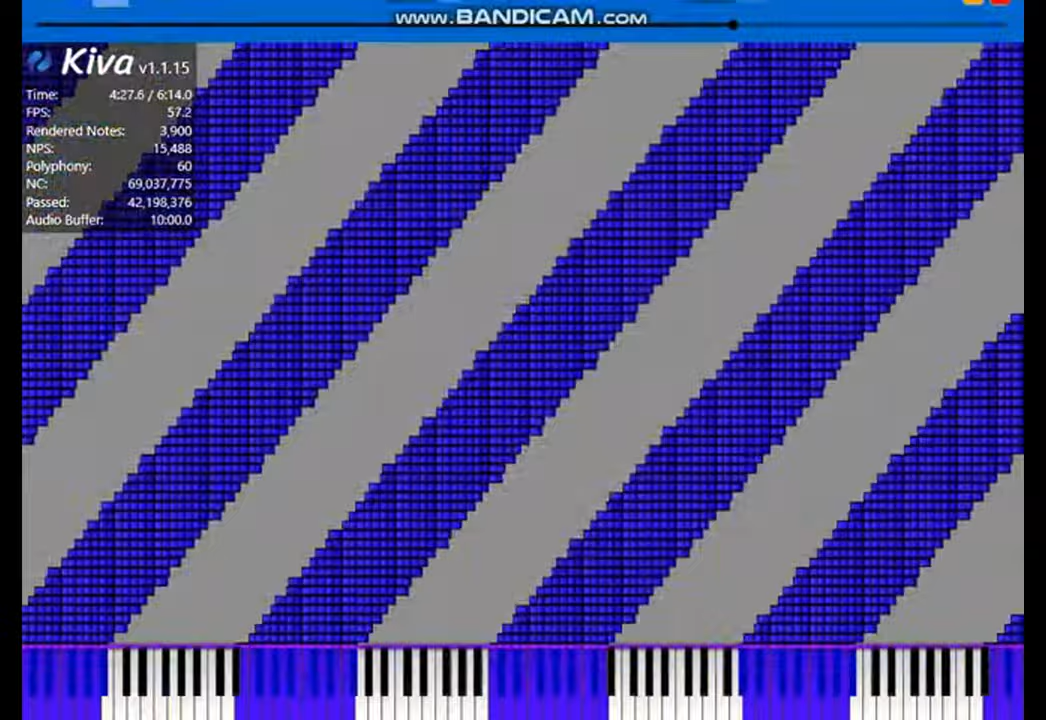 www.BANDICAM.com
Kiva v1.1.15
Time: 4:27.6 / 6:14.0
FPS: 57.2
Rendered Notes: 3,900
NPS: 15,488
Polyphony: 60
NC: 69,037,775
Passed: 42,198,376
Audio Buffer: 10:00.0